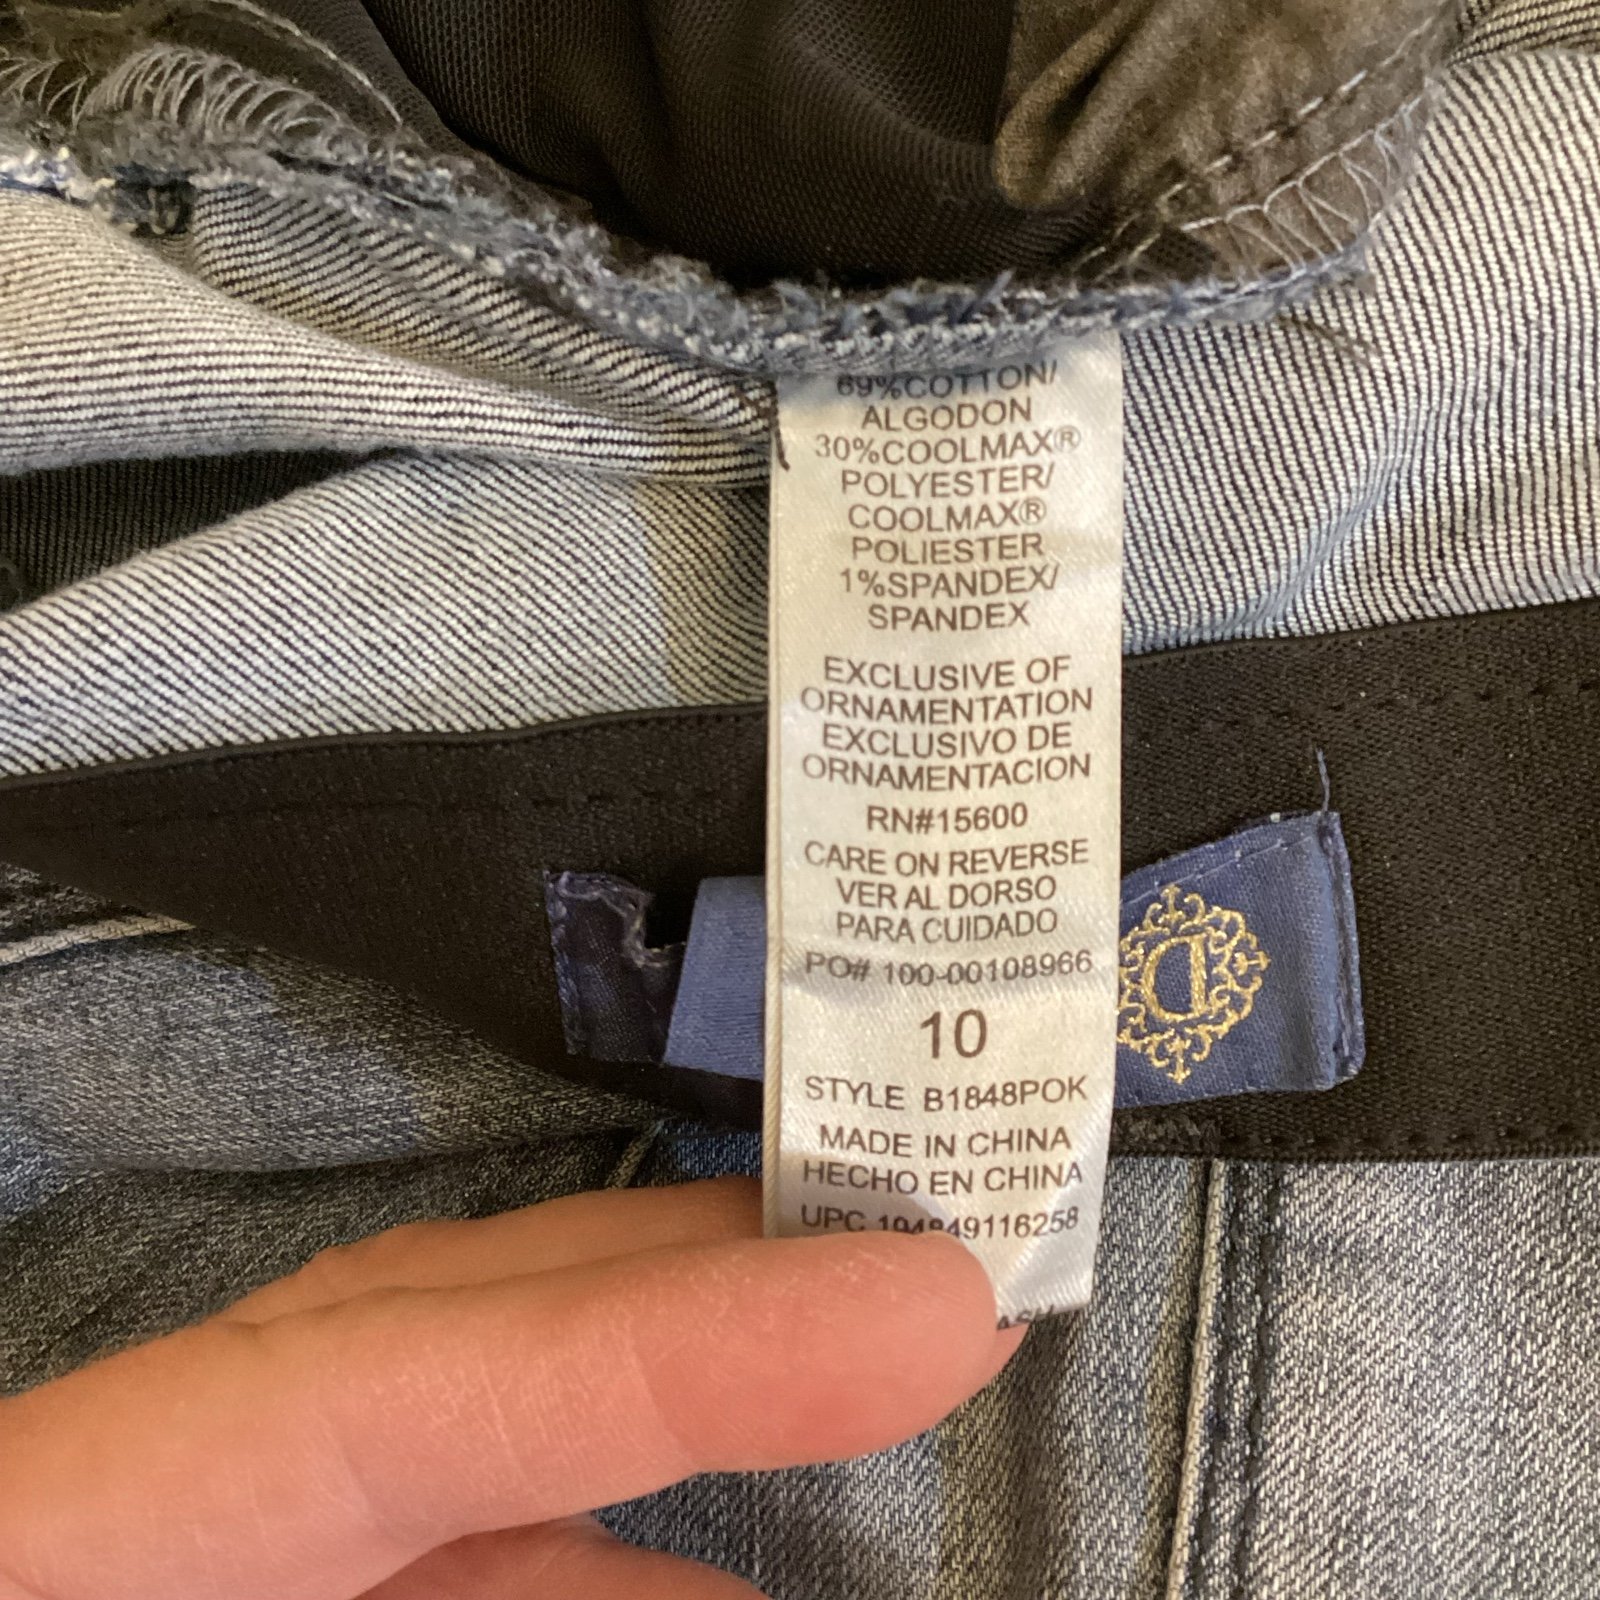 69%COTTON/
ALGODON
30%COOLMAX®
POLYESTER/
COOLMAX®
POLIESTER
1%SPANDEX/
SPANDEX
EXCLUSIVE OF
ORNAMENTATION
EXCLUSIVO DE
ORNAMENTACION
RN#15600
CARE ON REVERSE
VER AL DORSO
PARA CUIDADO
PO# 100-00108966
10
STYLE B1848POK
MADE IN CHINA
HECHO EN CHINA
UPC 194849116258
D